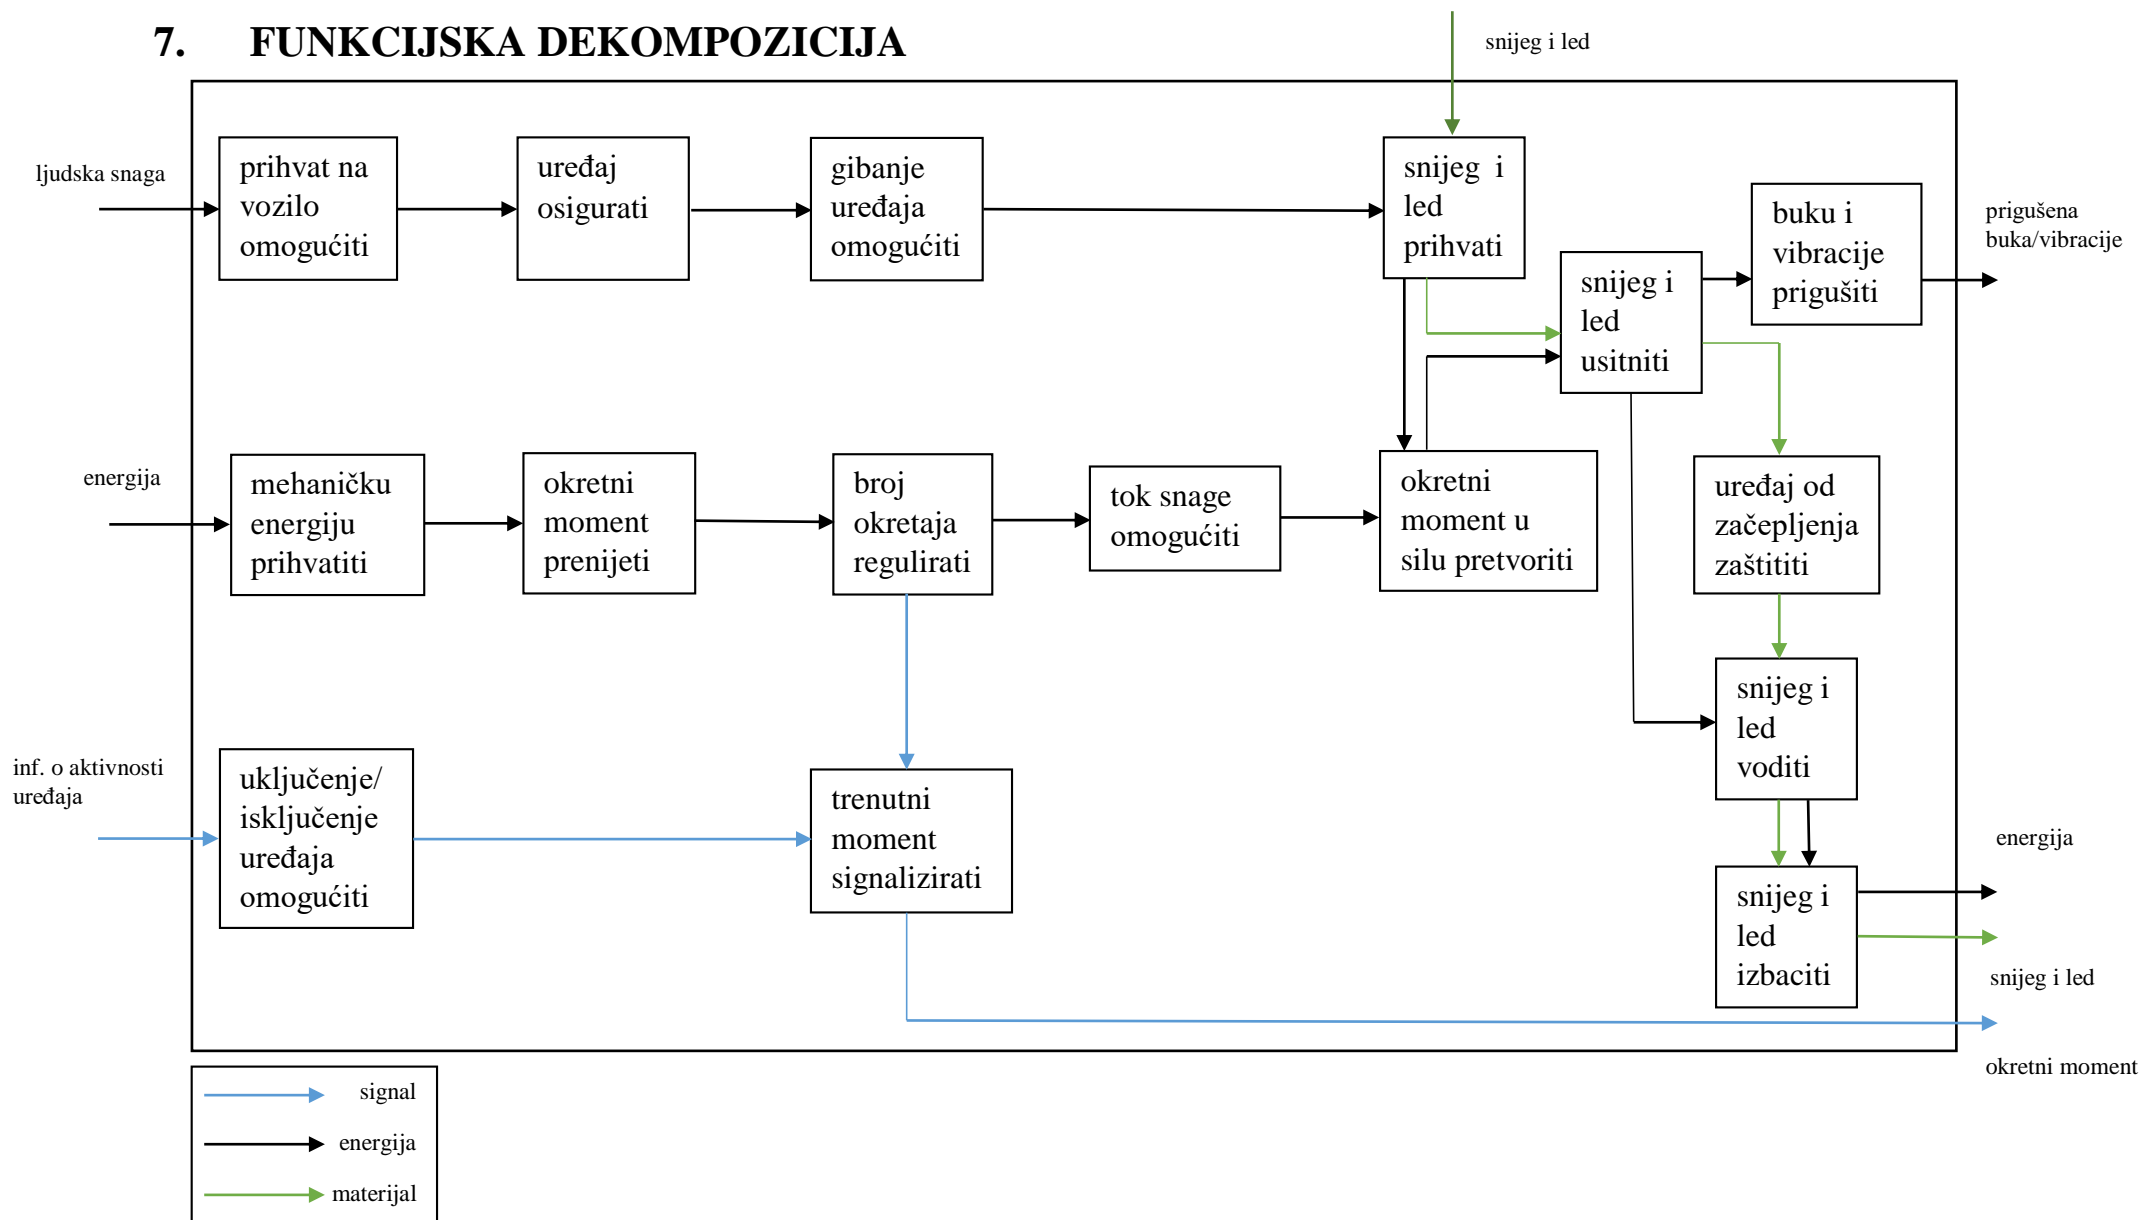 7. FUNKCIJSKA DEKOMPOZICIJA
snijeg i led
ljudska snaga
prihvat na
vozilo
omogućiti
uređaj
osigurati
gibanje
uređaja
omogućiti
snijeg i
led
prihvati
snijeg i
led
usitniti
buku i
vibracije
prigušiti
prigušena
buka/vibracije
energija
mehaničku
energiju
prihvatiti
okretni
moment
prenijeti
broj
okretaja
regulirati
tok snage
omogućiti
okretni
moment u
silu pretvoriti
uređaj od
začepljenja
zaštititi
snijeg i
led
voditi
inf. o aktivnosti
uređaja
uključenje/
isključenje
uređaja
omogućiti
trenutni
moment
signalizirati
snijeg i
led
izbaciti
energija
snijeg i led
okretni moment
signal
energija
materijal